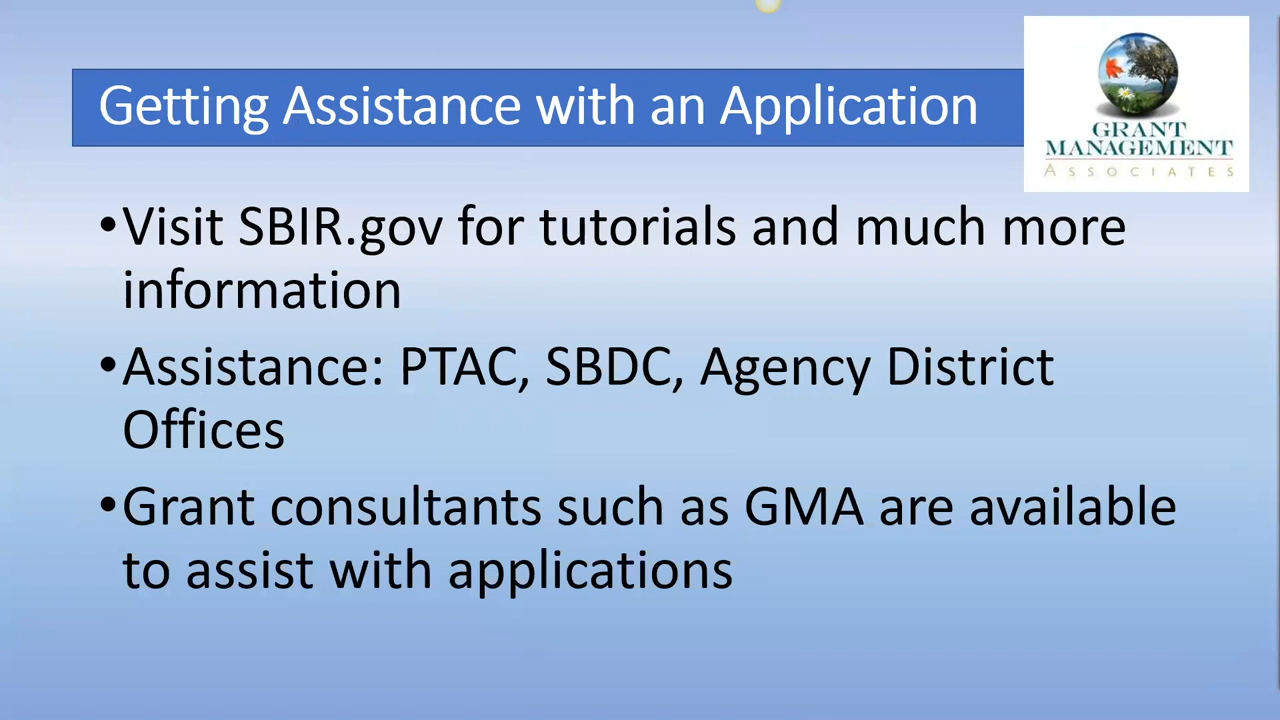 Getting Assistance with an Application
GRANT
MANAGEMENT
ASSOCIATES
•Visit SBIR.gov for tutorials and much more
information
•Assistance: PTAC, SBDC, Agency District
Offices
•Grant consultants such as GMA are available
to assist with applications